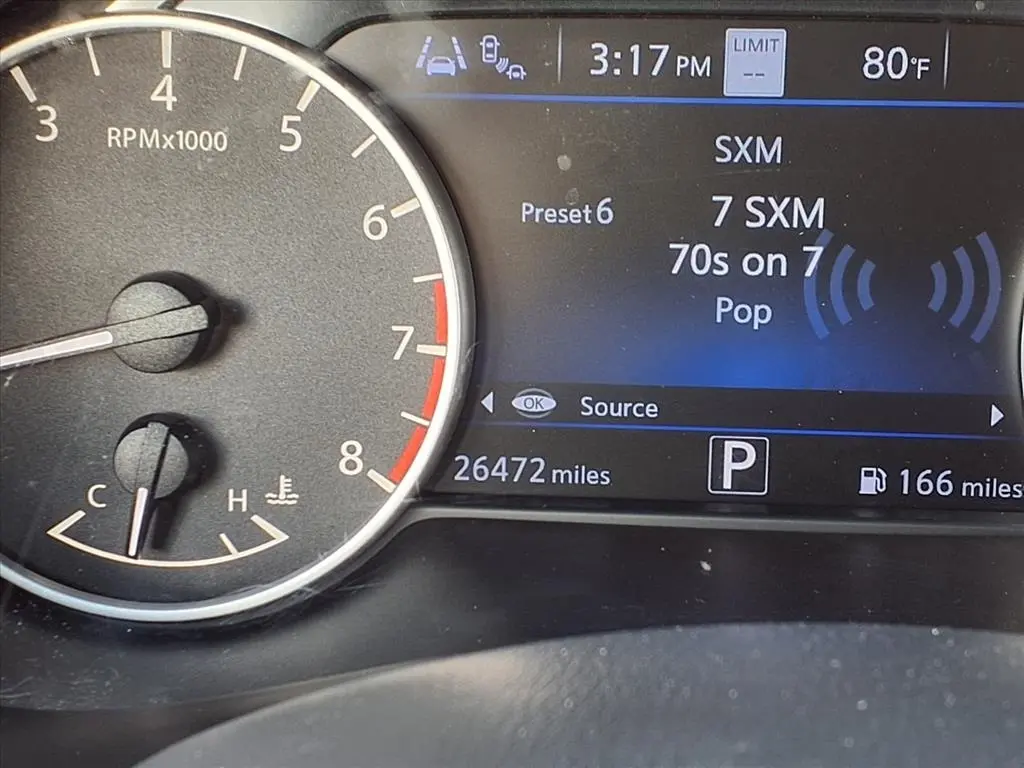 3:17 PM
LIMIT
--
80°F
3
4
5
6
7
8
RPMx1000
C
H
SXM
Preset 6
7 SXM
70s on 7
Pop
OK
Source
26472 miles
P
166 miles